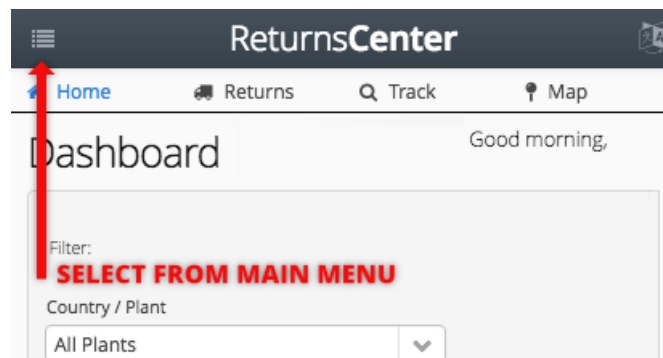 ReturnsCenter
Home Returns Track Map
Dashboard
Good morning,
Filter:
SELECT FROM MAIN MENU
Country / Plant
All Plants